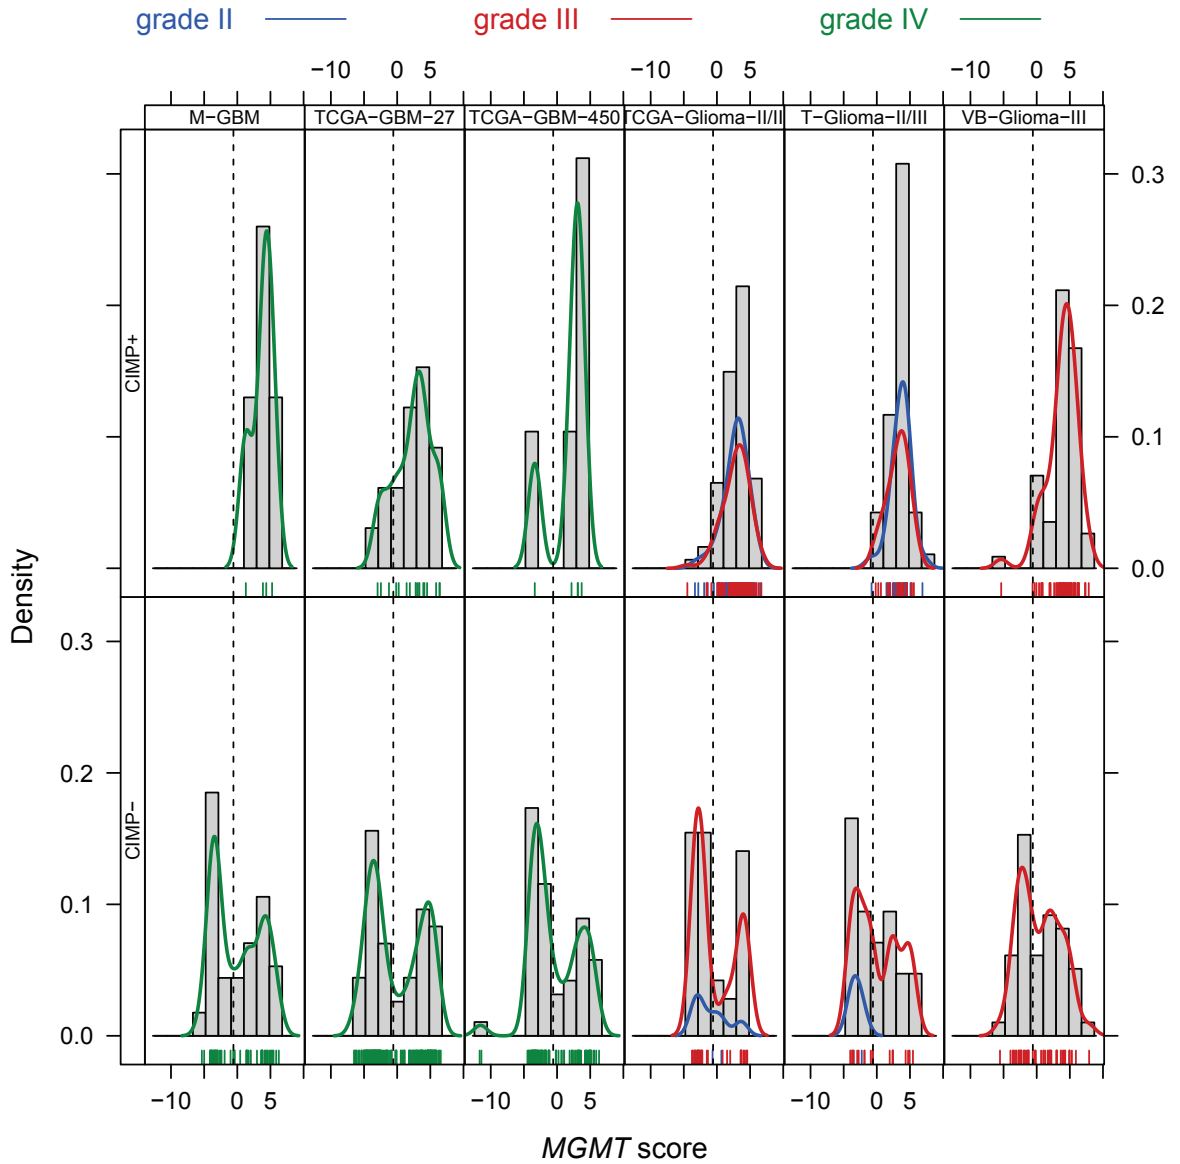 grade II grade III grade IV
−10 0 5 −10 0 5 −10 0 5
M−GBM TCGA−GBM−27 TCGA−GBM−450 TCGA−Glioma−II/II T−Glioma−II/III VB−Glioma−III
CIMP+
0.3
0.2
0.1
0.0
Density
CIMP−
0.3
0.2
0.1
0.0
−10 0 5 −10 0 5 −10 0 5
MGMT score